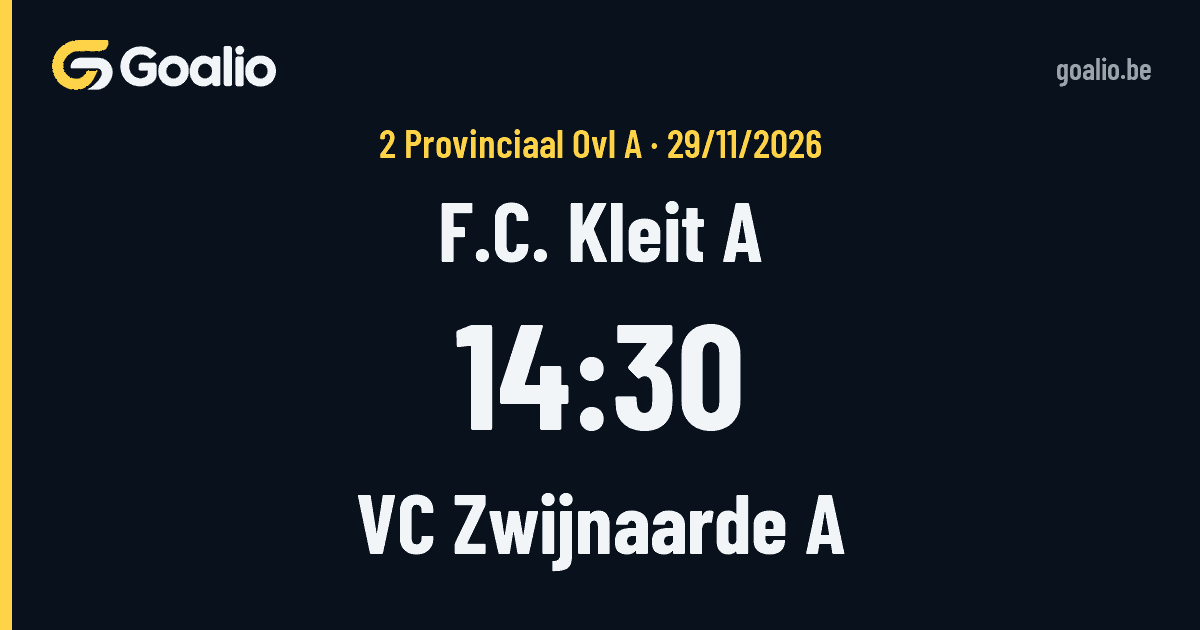 Goalio
goalio.be
2 Provinciaal Ovl A · 29/11/2026
F.C. Kleit A
14:30
VC Zwijnaarde A